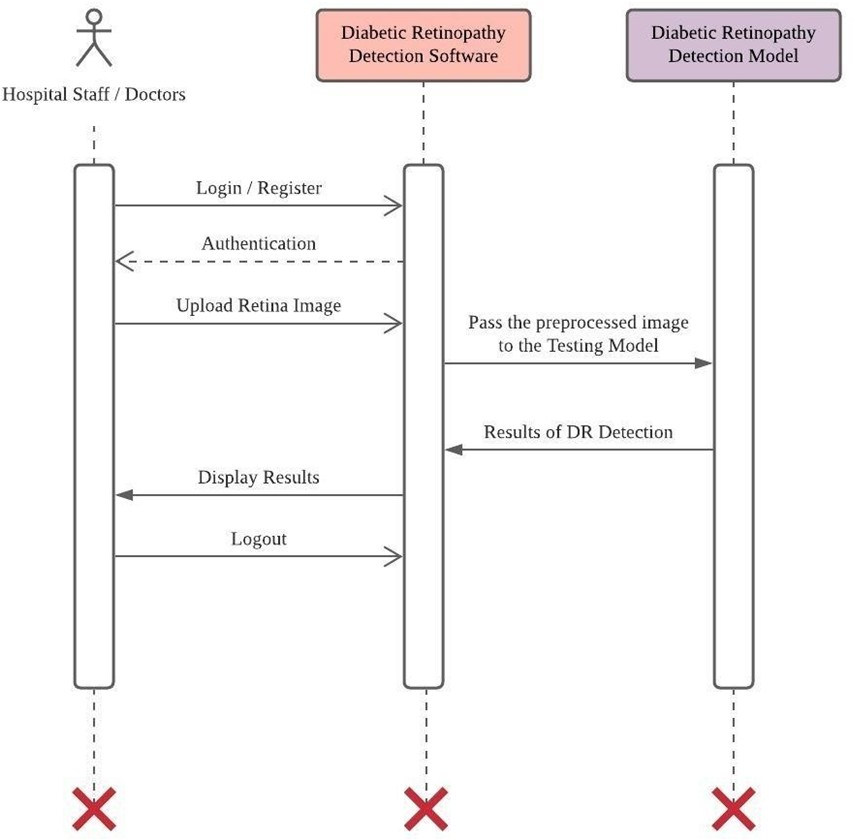 Diabetic Retinopathy
Detection Software
Diabetic Retinopathy
Detection Model
Hospital Staff / Doctors
Login / Register
Authentication
Upload Retina Image
Pass the preprocessed image
to the Testing Model
Results of DR Detection
Display Results
Logout